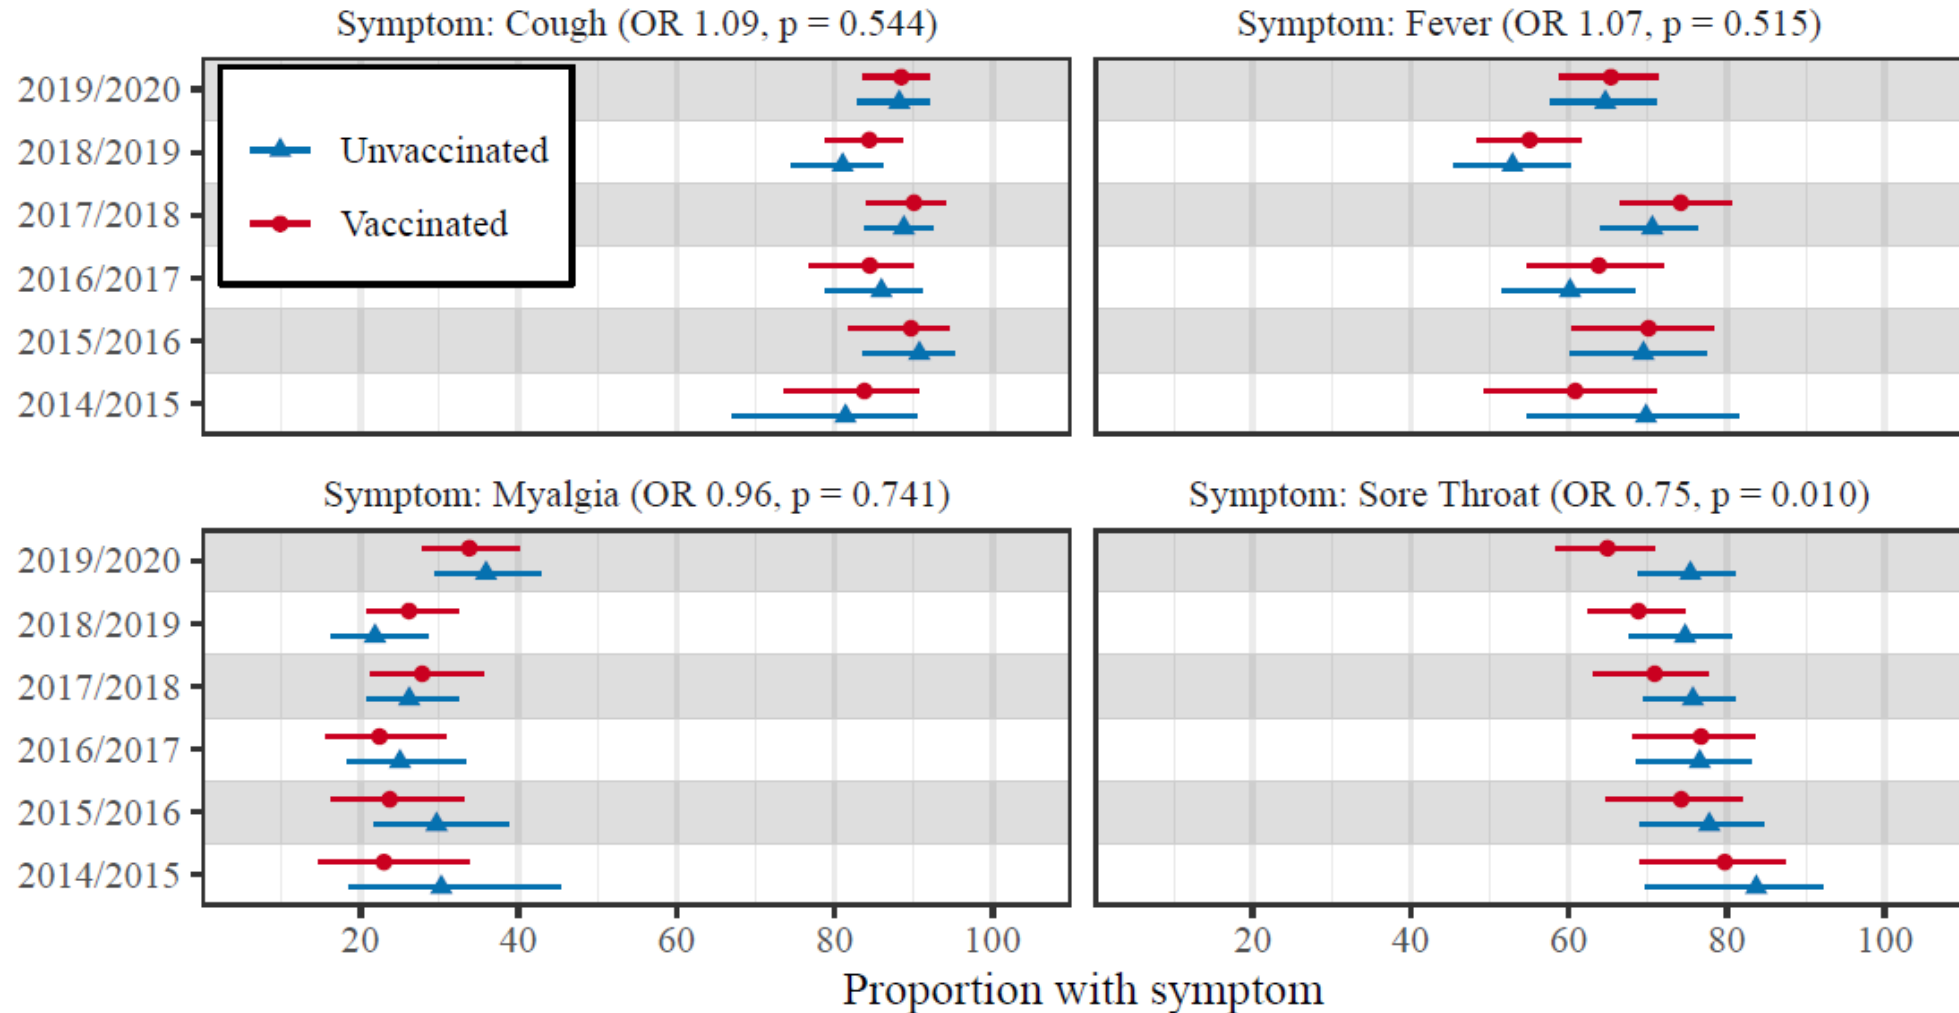 Symptom: Cough (OR 1.09, p = 0.544)
Symptom: Fever (OR 1.07, p = 0.515)
2019/2020
2018/2019
2017/2018
2016/2017
2015/2016
2014/2015
Unvaccinated
Vaccinated
Symptom: Myalgia (OR 0.96, p = 0.741)
Symptom: Sore Throat (OR 0.75, p = 0.010)
2019/2020
2018/2019
2017/2018
2016/2017
2015/2016
2014/2015
20 40 60 80 100
20 40 60 80 100
Proportion with symptom